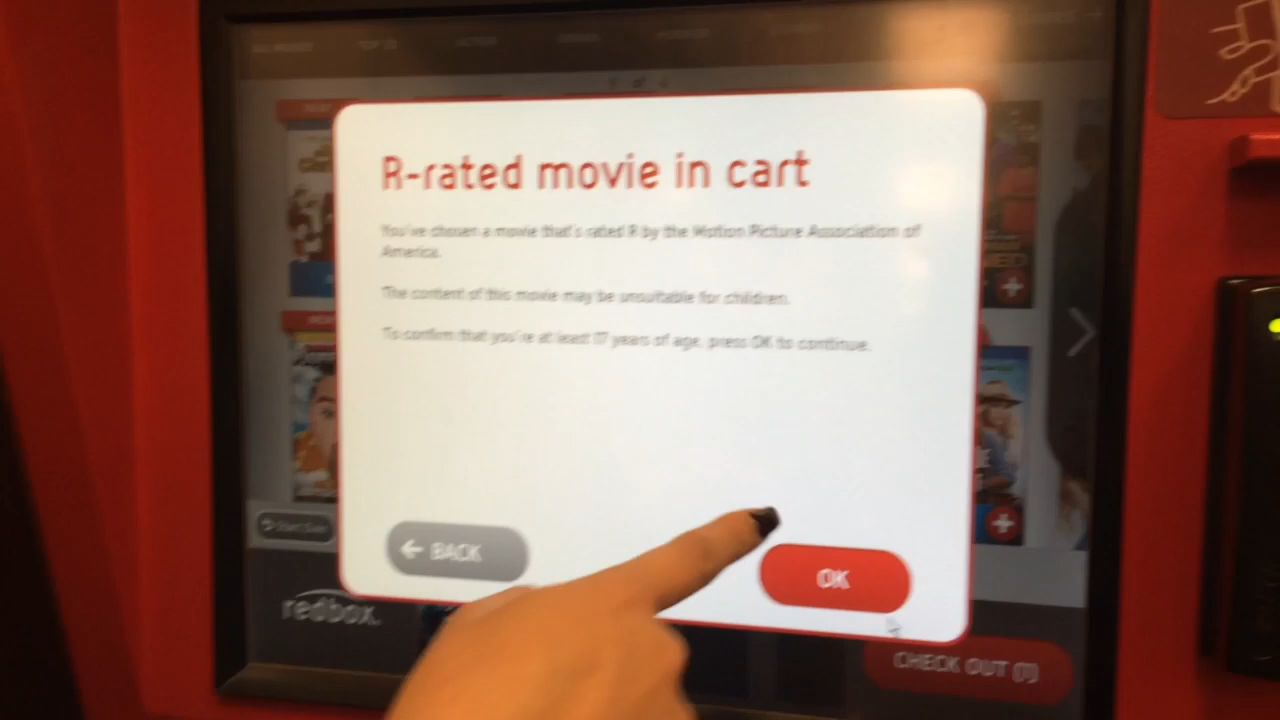 R-rated movie in cart
You've chosen a movie that's rated R by the Motion Picture Association of
America.
The content of this movie may be unsuitable for children.
To confirm that you're at least 17 years of age, press OK to continue.
BACK
OK
redbox.
CHECK OUT (1)